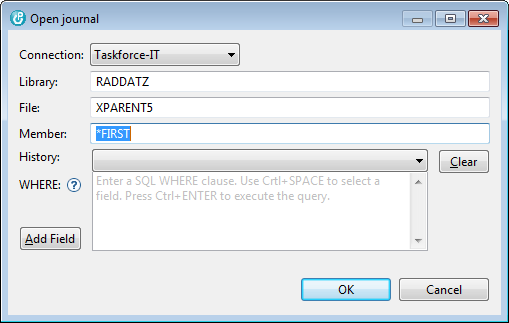 Open journal
Connection: Taskforce-IT
Library: RADDATZ
File: XPARENT5
Member: *FIRST
History: Clear
WHERE: ? Enter a SQL WHERE clause. Use Crtl+SPACE to select a
field. Press Ctrl+ENTER to execute the query.
Add Field
OK Cancel